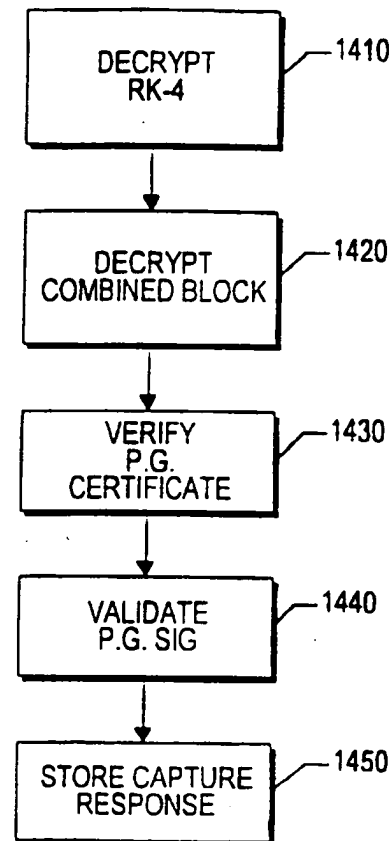 DECRYPT
RK-4
1410
DECRYPT
COMBINED BLOCK
1420
VERIFY
P.G.
CERTIFICATE
1430
VALIDATE
P.G. SIG
1440
STORE CAPTURE
RESPONSE
1450